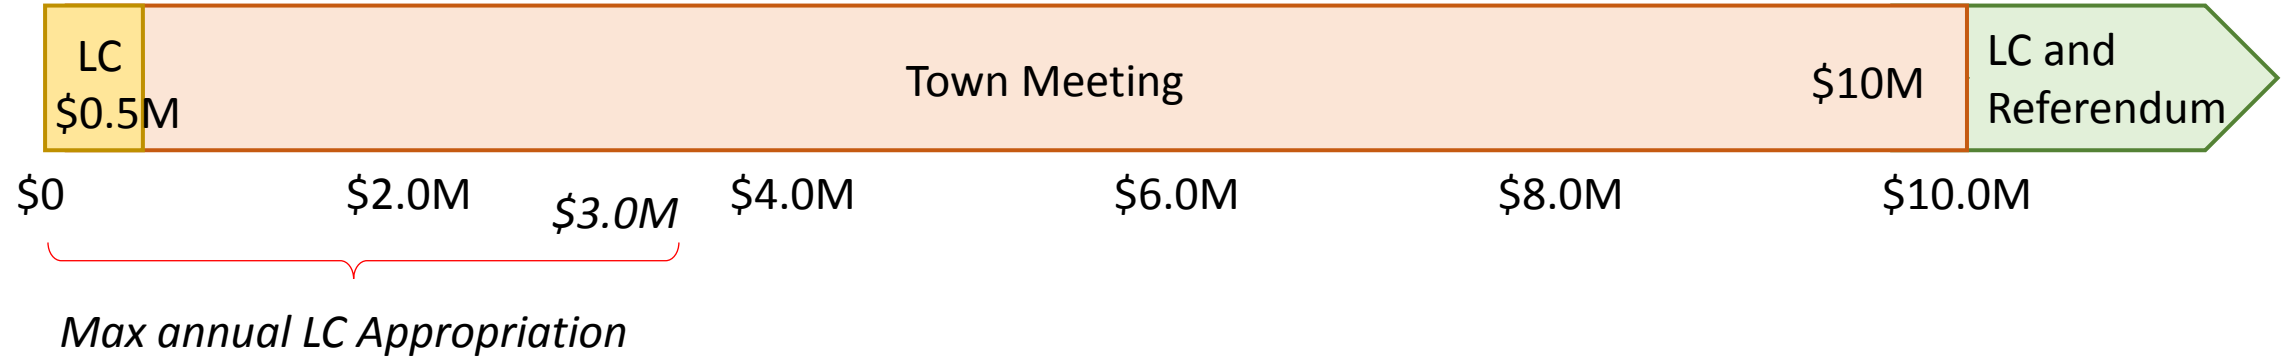 LC
$0.5M
Town Meeting
$10M
LC and
Referendum
$0
$2.0M
$3.0M
$4.0M
$6.0M
$8.0M
$10.0M
Max annual LC Appropriation